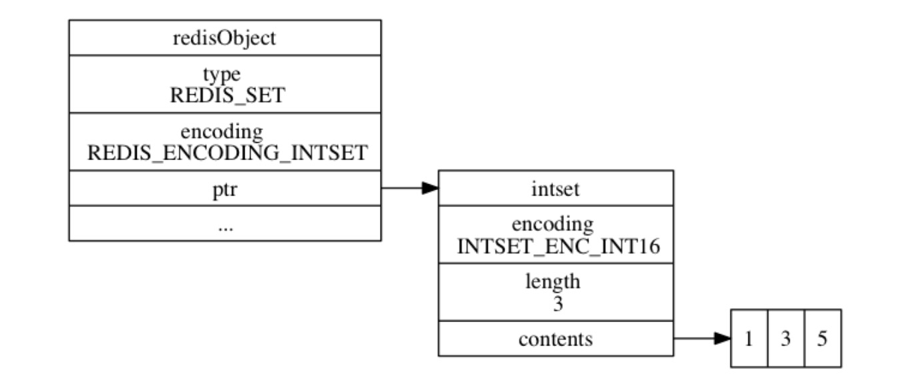 redisObject
type
REDIS_SET
encoding
REDIS_ENCODING_INTSET
ptr
...
intset
encoding
INTSET_ENC_INT16
length
3
contents
1 3 5